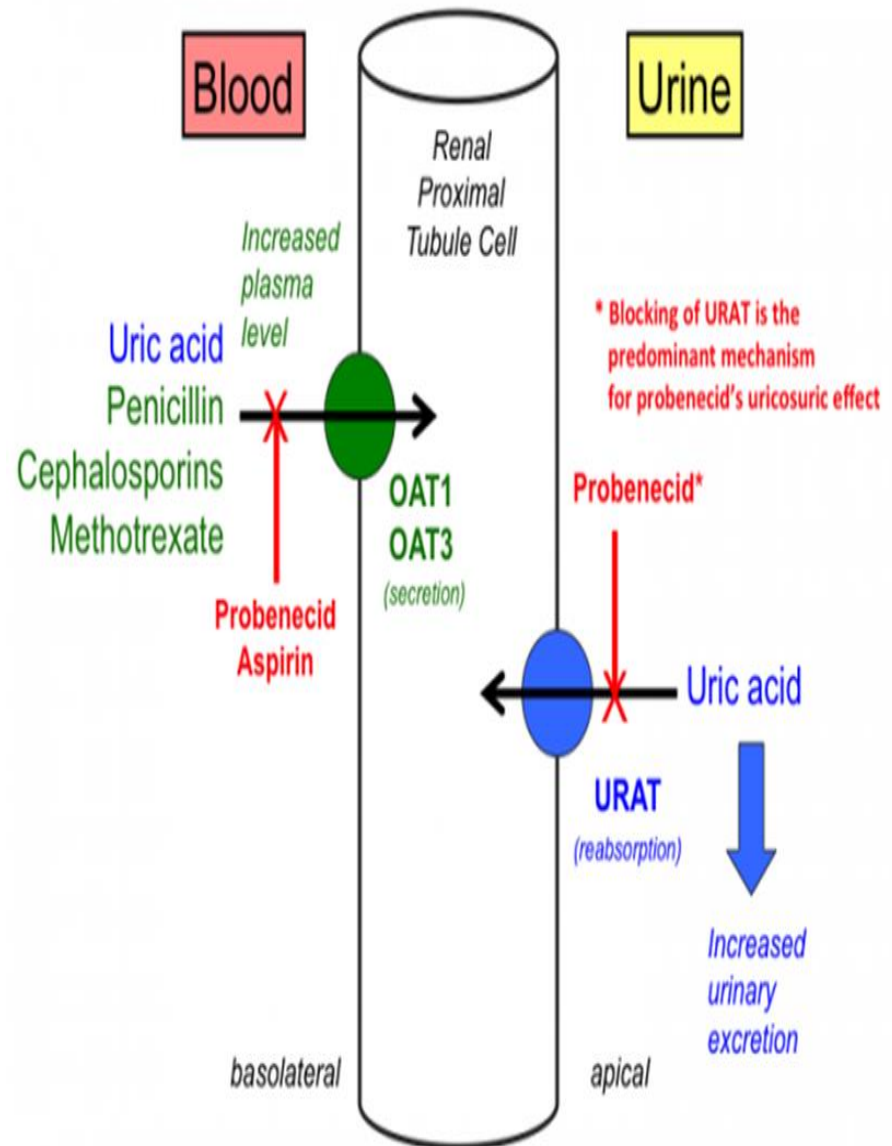 Blood
Urine
Renal
Proximal
Tubule Cell
Increased
plasma
level
Uric acid
Penicillin
Cephalosporins
Methotrexate
* Blocking of URAT is the
predominant mechanism
for probenecid's uricosuric effect
OAT1
OAT3
(secretion)
Probenecid*
Probenecid
Aspirin
Uric acid
URAT
(reabsorption)
Increased
urinary
excretion
basolateral
apical